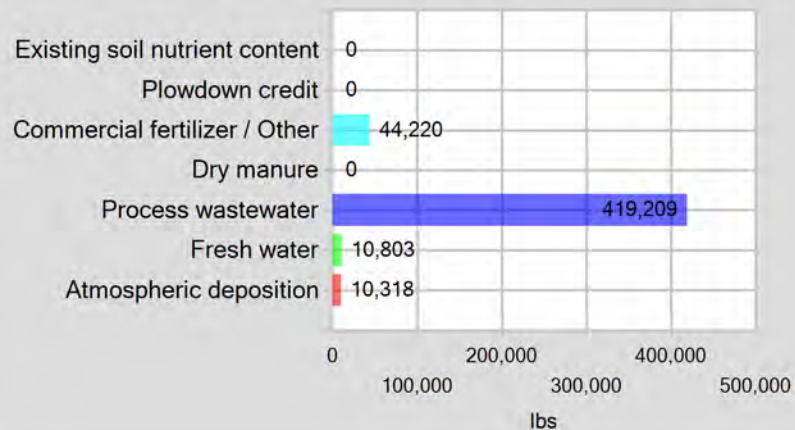 Existing soil nutrient content 0
Plowdown credit 0
Commercial fertilizer / Other 44,220
Dry manure 0
Process wastewater 419,209
Fresh water 10,803
Atmospheric deposition 10,318
0 200,000 400,000
100,000 300,000 500,000
lbs